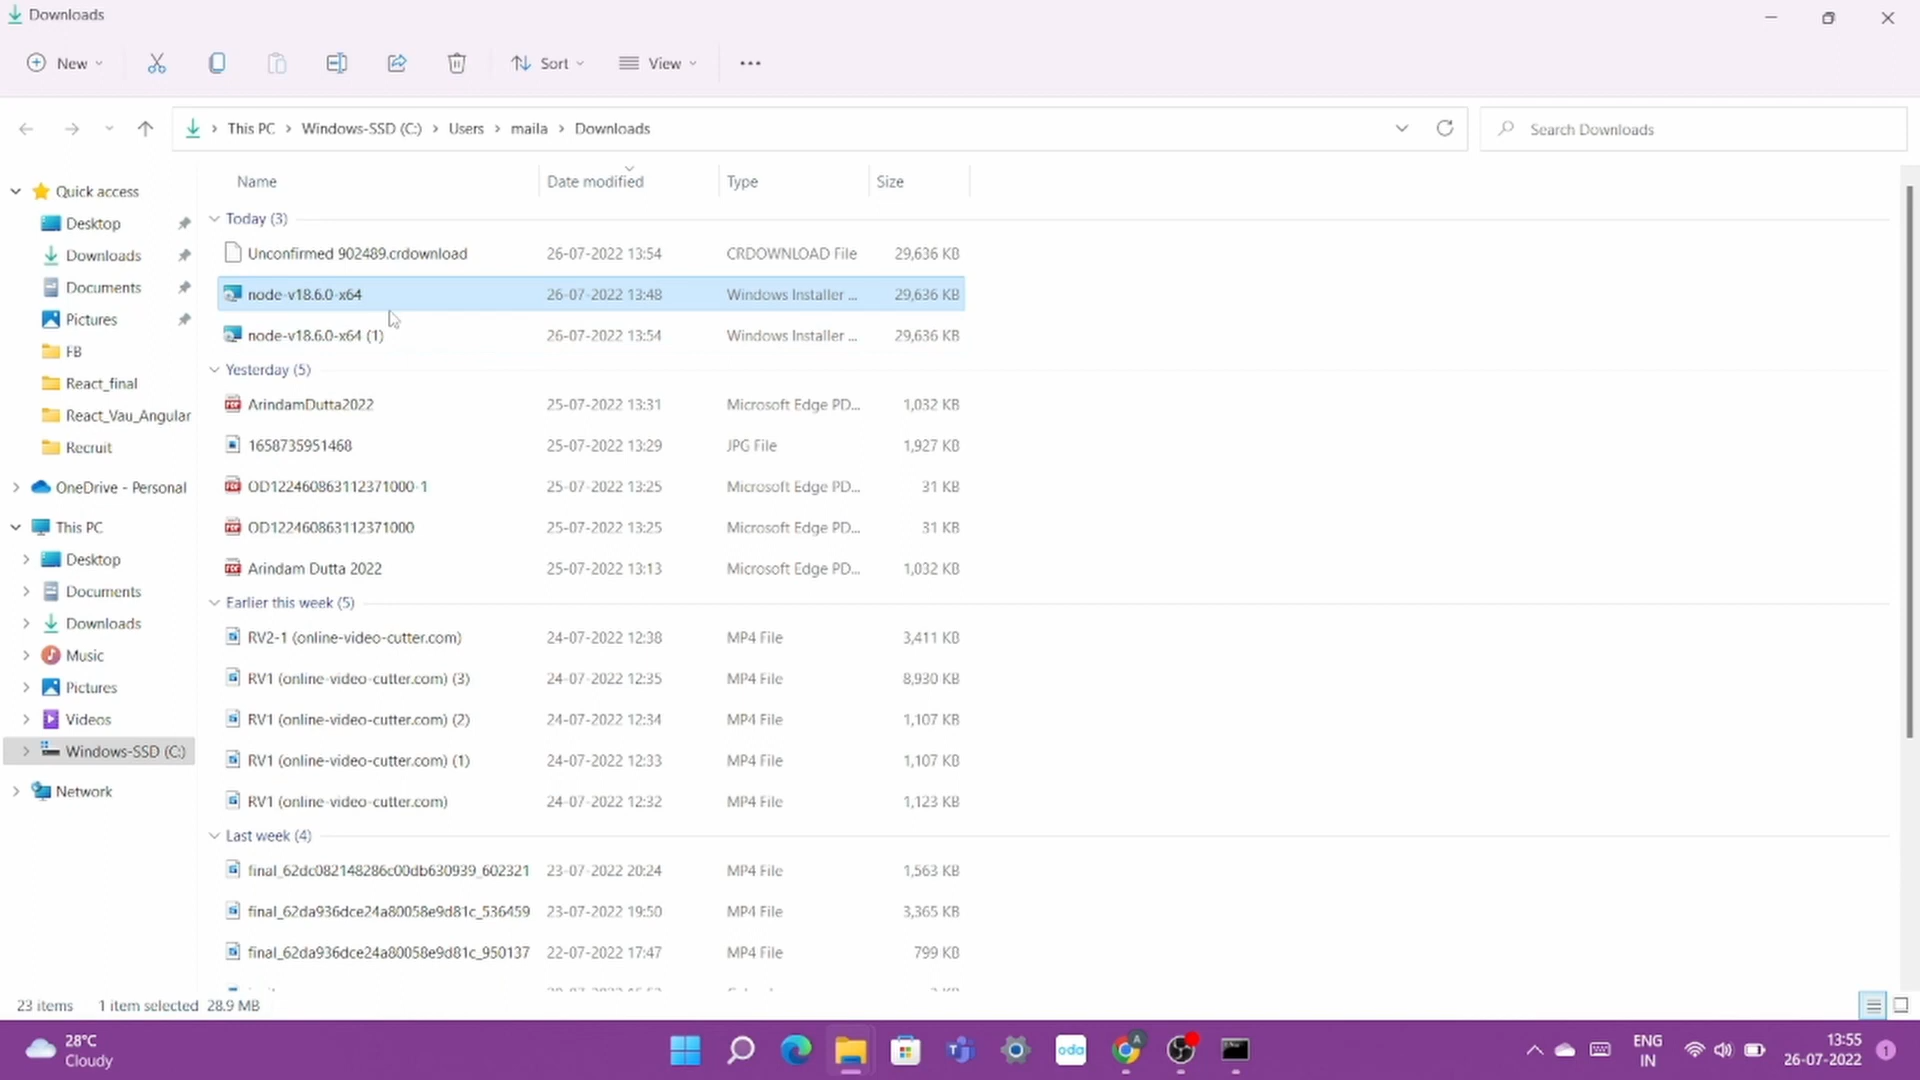 Downloads
New
Sort
View
This PC > Windows-SSD (C:) > Users > maila > Downloads
Search Downloads
Name
Date modified
Type
Size
Quick access
Desktop
Downloads
Documents
Pictures
FB
React_final
React_Vau_Angular
Recruit
OneDrive - Personal
This PC
Desktop
Documents
Downloads
Music
Pictures
Videos
Windows-SSD (C:)
Network
Today (3)
Unconfirmed 902489.crdownload 26-07-2022 13:54 CRDOWNLOAD File 29,636 KB
node-v18.6.0-x64 26-07-2022 13:48 Windows Installer ... 29,636 KB
node-v18.6.0-x64 (1) 26-07-2022 13:54 Windows Installer ... 29,636 KB
Yesterday (5)
ArindamDutta2022 25-07-2022 13:31 Microsoft Edge PD... 1,032 KB
1658735951468 25-07-2022 13:29 JPG File 1,927 KB
OD122460863112371000-1 25-07-2022 13:25 Microsoft Edge PD... 31 KB
OD122460863112371000 25-07-2022 13:25 Microsoft Edge PD... 31 KB
Arindam Dutta 2022 25-07-2022 13:13 Microsoft Edge PD... 1,032 KB
Earlier this week (5)
RV2-1 (online-video-cutter.com) 24-07-2022 12:38 MP4 File 3,411 KB
RV1 (online-video-cutter.com) (3) 24-07-2022 12:35 MP4 File 8,930 KB
RV1 (online-video-cutter.com) (2) 24-07-2022 12:34 MP4 File 1,107 KB
RV1 (online-video-cutter.com) (1) 24-07-2022 12:33 MP4 File 1,107 KB
RV1 (online-video-cutter.com) 24-07-2022 12:32 MP4 File 1,123 KB
Last week (4)
final_62dc082148286c00db630939_602321 23-07-2022 20:24 MP4 File 1,563 KB
final_62da936dce24a80058e9d81c_536459 23-07-2022 19:50 MP4 File 3,365 KB
final_62da936dce24a80058e9d81c_950137 22-07-2022 17:47 MP4 File 799 KB
23 items 1 item selected 28.9 MB
28°C
Cloudy
oda
A
ENG
IN
13:55
26-07-2022
1